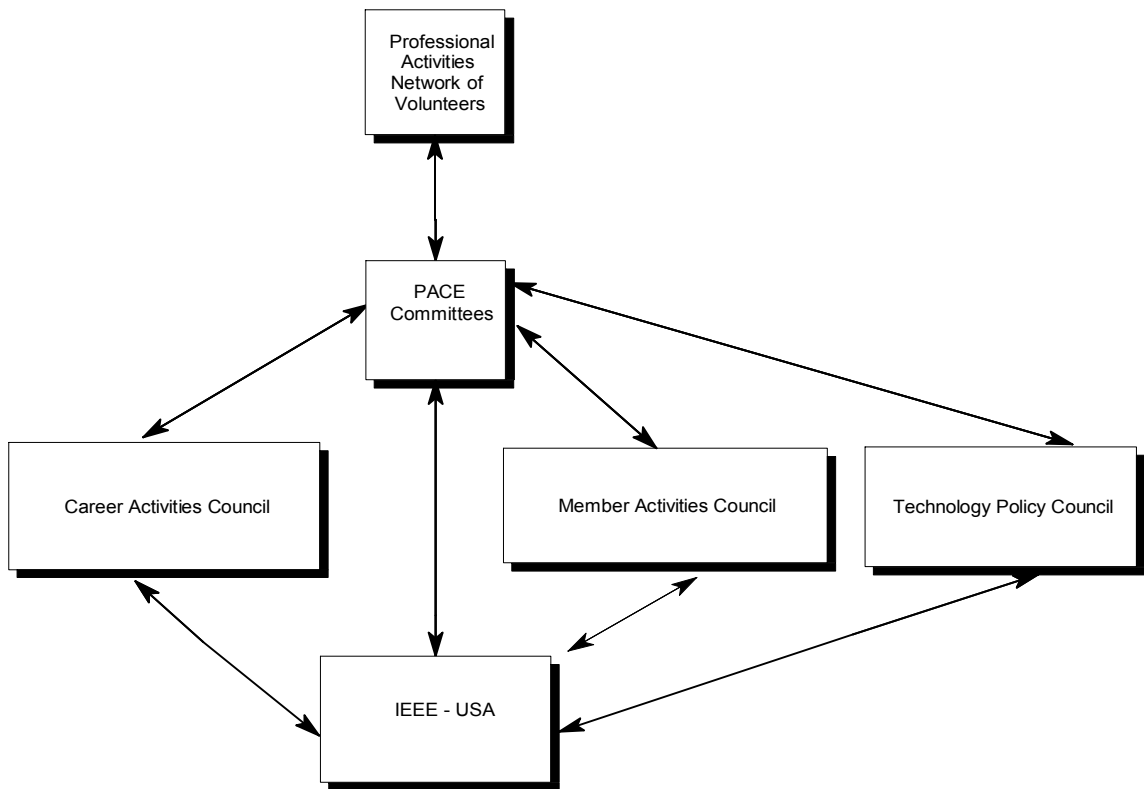 Professional
Activities
Network of
Volunteers
PACE
Committees
Career Activities Council
Member Activities Council
Technology Policy Council
IEEE - USA